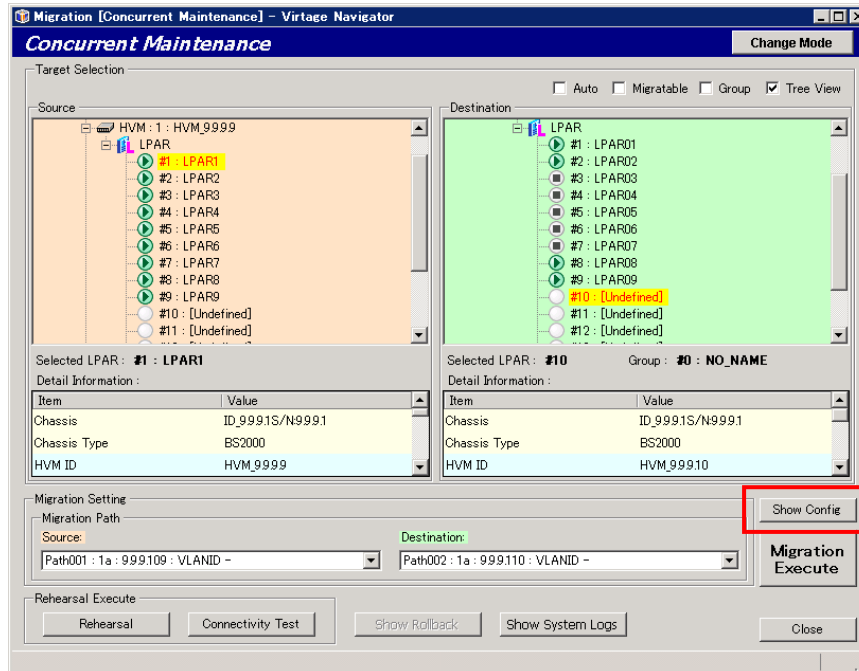 Migration [Concurrent Maintenance] - Virtage Navigator
Concurrent Maintenance
Change Mode
Target Selection
Auto Migratable Group Tree View
Source
HVM : 1 : HVM_9.9.9.9
LPAR
#1 : LPAR1
#2 : LPAR2
#3 : LPAR3
#4 : LPAR4
#5 : LPAR5
#6 : LPAR6
#7 : LPAR7
#8 : LPAR8
#9 : LPAR9
#10 : [Undefined]
#11 : [Undefined]
Selected LPAR : #1 : LPAR1
Detail Information :
Item Value
Chassis ID_9.9.9.1S/N:9.9.9.1
Chassis Type BS2000
HVM ID HVM_9.9.9.9
Destination
LPAR
#1 : LPAR01
#2 : LPAR02
#3 : LPAR03
#4 : LPAR04
#5 : LPAR05
#6 : LPAR06
#7 : LPAR07
#8 : LPAR08
#9 : LPAR09
#10 : [Undefined]
#11 : [Undefined]
#12 : [Undefined]
Selected LPAR : #10 Group : #0 : NO_NAME
Detail Information :
Item Value
Chassis ID_9.9.9.1S/N:9.9.9.1
Chassis Type BS2000
HVM ID HVM_9.9.9.10
Migration Setting
Migration Path
Source:
Path001 : 1a : 9.9.9.109 : VLANID -
Destination:
Path002 : 1a : 9.9.9.110 : VLANID -
Show Config
Migration
Execute
Rehearsal Execute
Rehearsal
Connectivity Test
Show Rollback
Show System Logs
Close